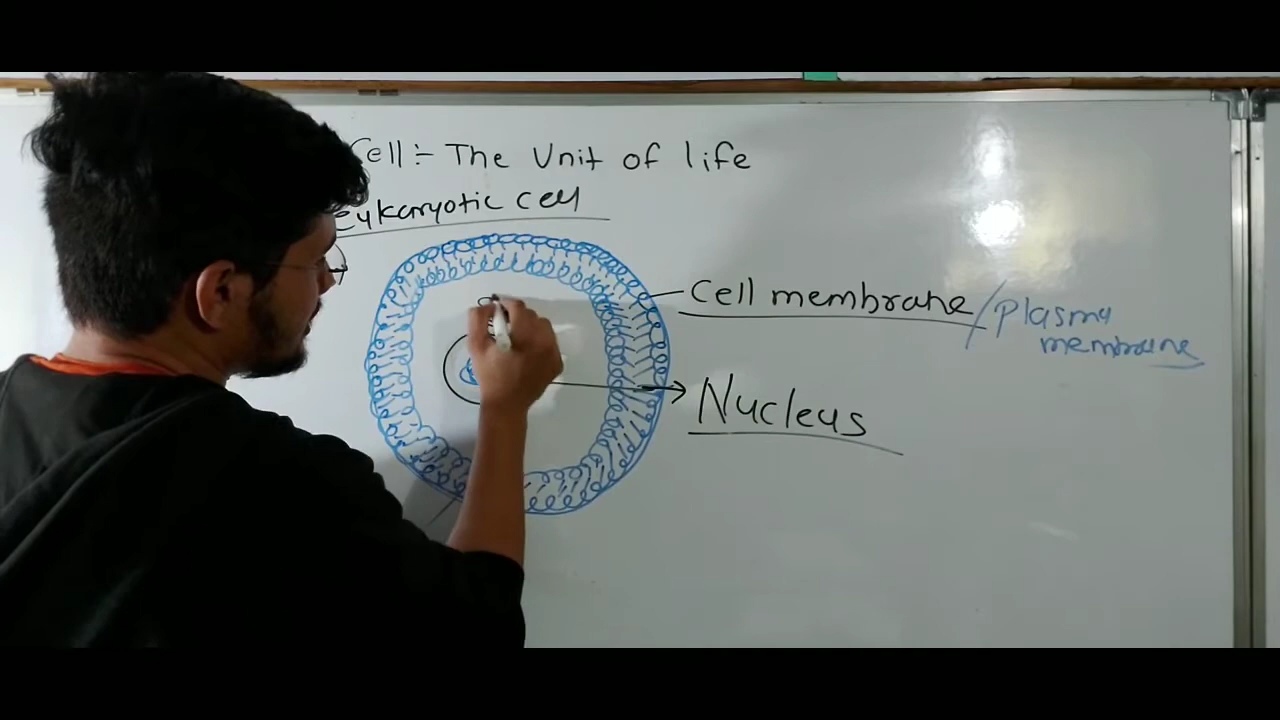 Cell :- The Unit of life
eukaryotic cell
Cell membrane / plasma
membrane
Nucleus